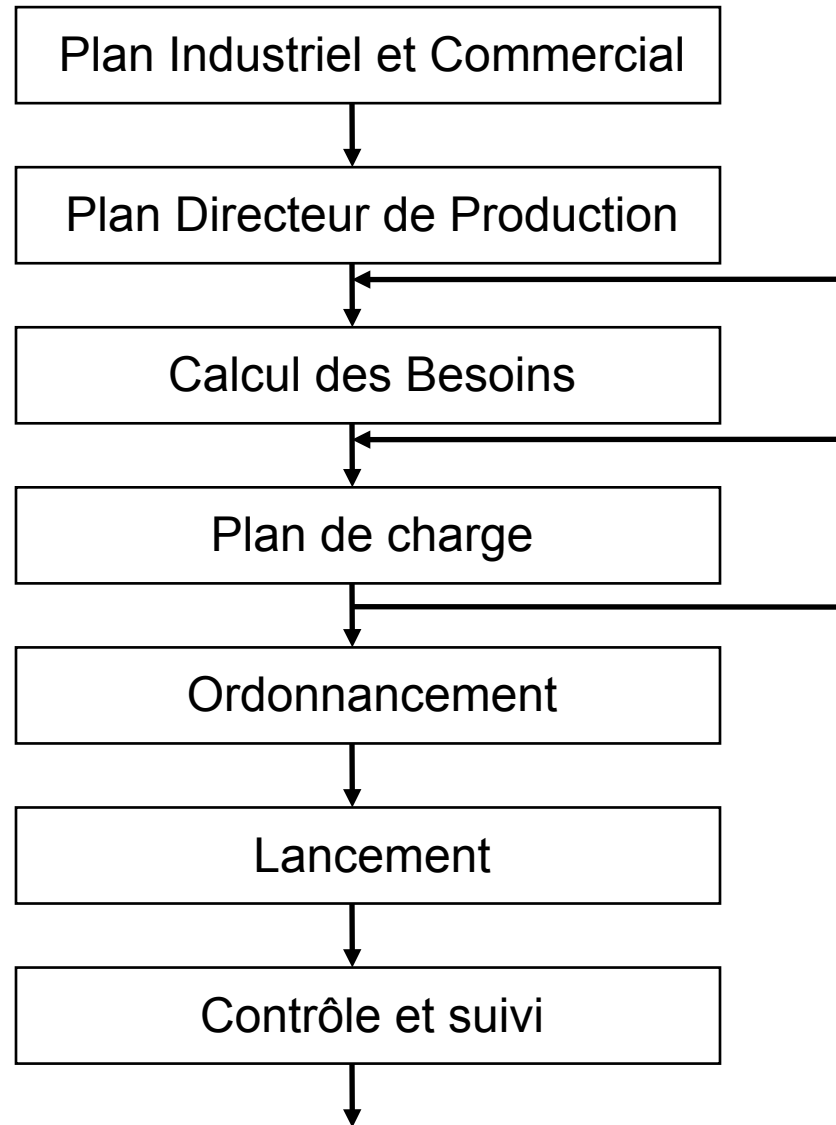 Plan Industriel et Commercial
Plan Directeur de Production
Calcul des Besoins
Plan de charge
Ordonnancement
Lancement
Contrôle et suivi